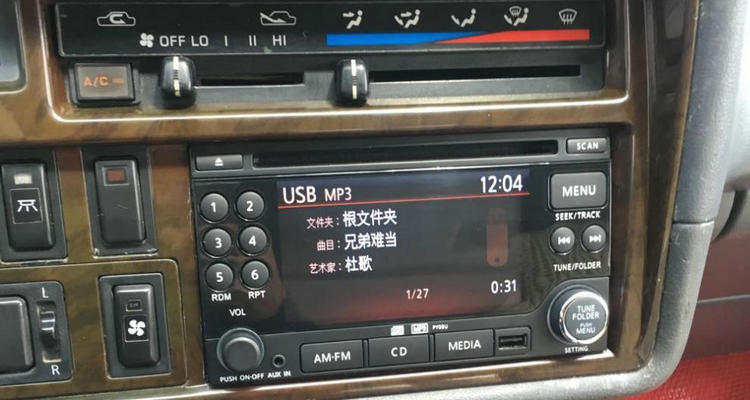 OFF LO I II HI
A/C
SCAN
USB MP3 12:04
MENU
1 2
文件夹：根文件夹
SEEK/TRACK
3 4
曲目：兄弟难当
艺术家：杜歌
TUNE/FOLDER
5 6
RDM RPT
1/27 0:31
TUNE
FOLDER
PUSH
MENU
L
VOL
MP3
SETTING
AM·FM CD MEDIA
R
PUSH ON·OFF AUX IN